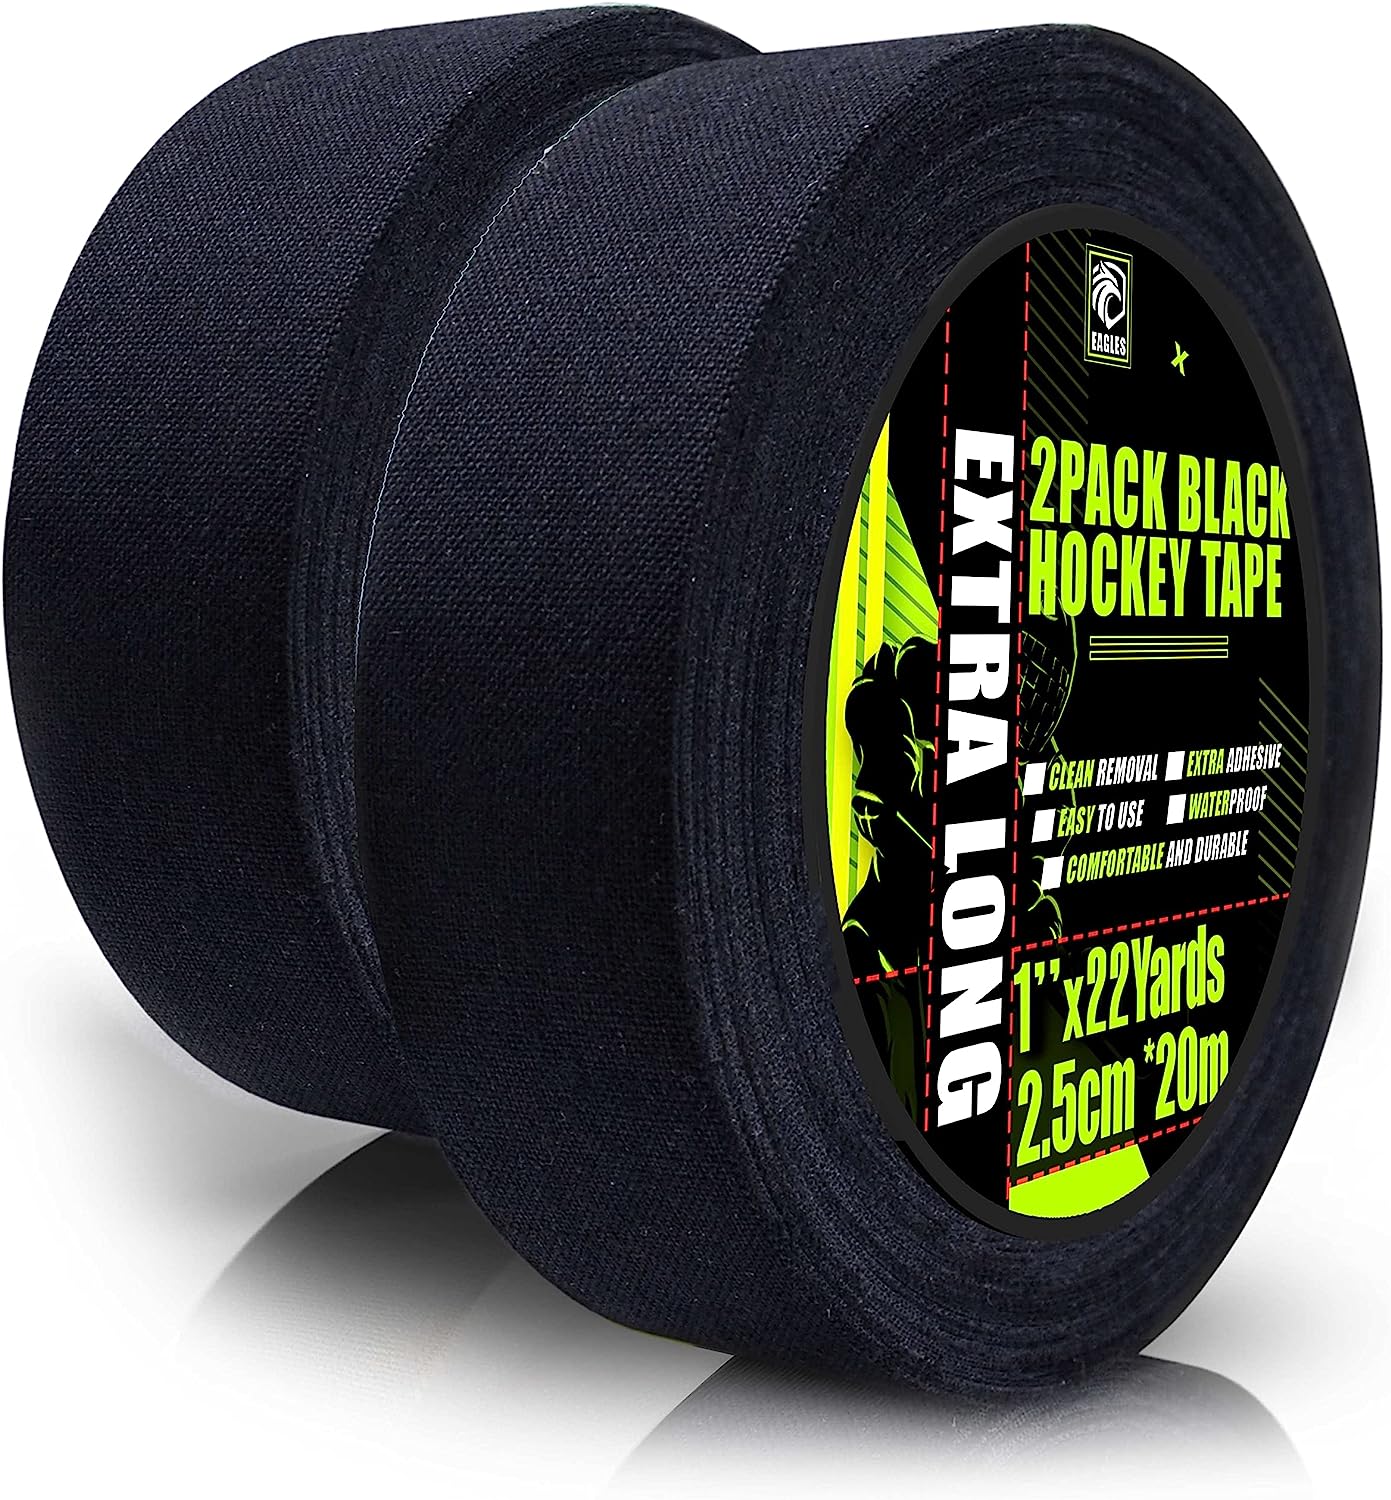 EAGLES
X
EXTRA LONG
2PACK BLACK
HOCKEY TAPE
CLEAN REMOVAL
EXTRA ADHESIVE
EASY TO USE
WATERPROOF
COMFORTABLE AND DURABLE
1’’x22Yards
2.5cm*20m